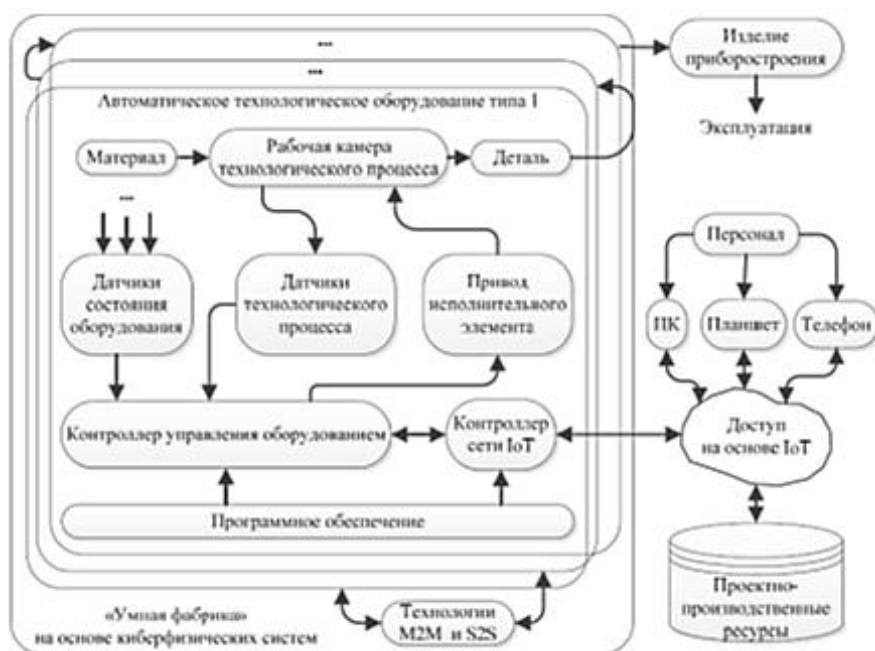 ...
...
Автоматическое технологическое оборудование типа 1
Материал
Рабочая камера
технологического процесса
Деталь
...
Датчики
состояния
оборудования
Датчики
технологического
процесса
Привод
исполнительного
элемента
Контроллер управления оборудованием
Контроллер
сети IoT
Программное обеспечение
«Умная фабрика»
на основе киберфизических систем
Технологии
M2M и S2S
Изделие
приборостроения
Эксплуатация
Персонал
ПК
Планшет
Телефон
Доступ
на основе IoT
Проектно-
производственные
ресурсы